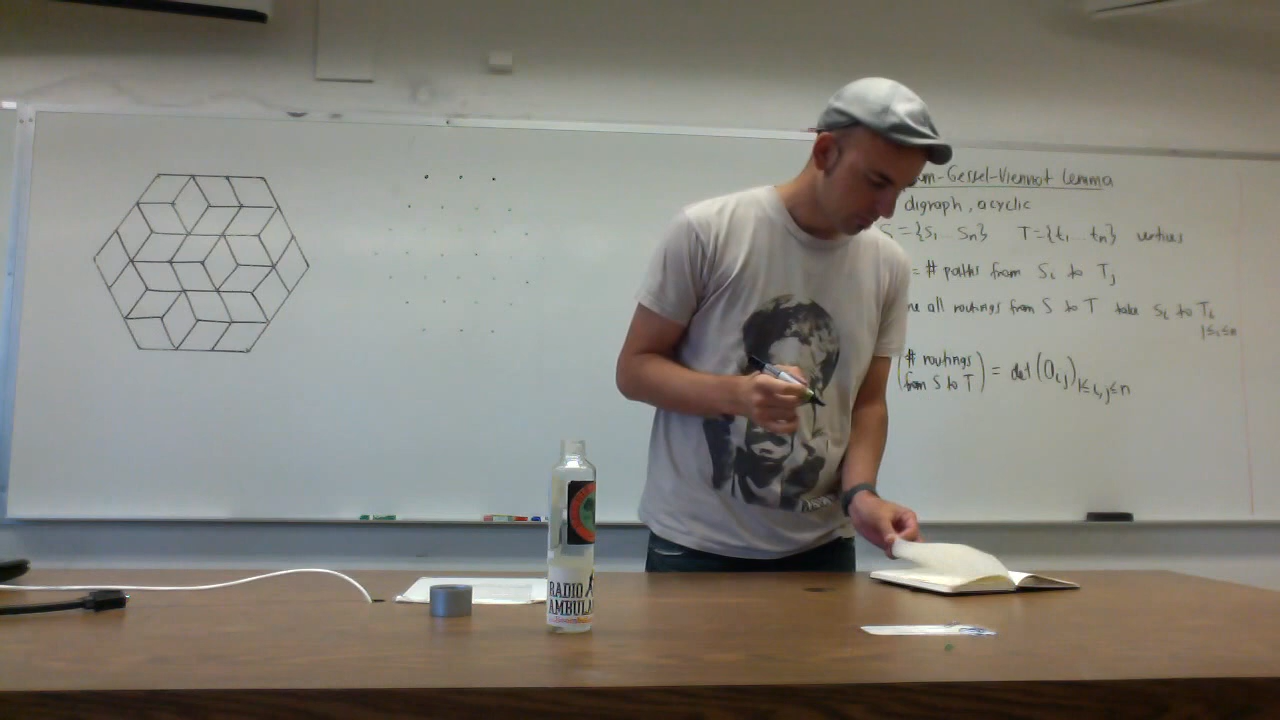 m-Gessel-Viennot Lemma
digraph, acyclic
S = {s₁ ... sₙ} T = {t₁ ... tₙ} vertices
= # paths from Sᵢ to Tⱼ
all routings from S to T take Sᵢ to Tᵢ
1≤i≤n
(# routings from S to T) = det(aᵢⱼ)1≤i,j≤n
RADIO
AMBULA